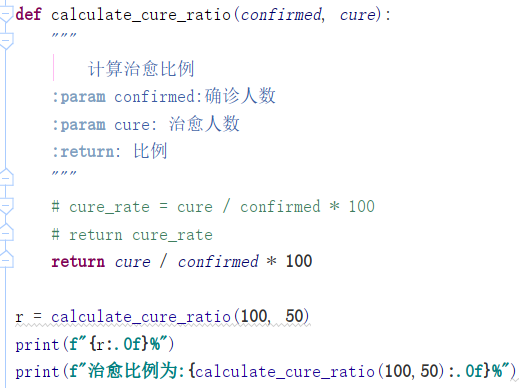 def calculate_cure_ratio(confirmed, cure):
"""
计算治愈比例
:param confirmed:确诊人数
:param cure: 治愈人数
:return: 比例
"""
# cure_rate = cure / confirmed * 100
# return cure_rate
return cure / confirmed * 100
r = calculate_cure_ratio(100, 50)
print(f"{r:.0f}%")
print(f"治愈比例为:{calculate_cure_ratio(100,50):.0f}%")